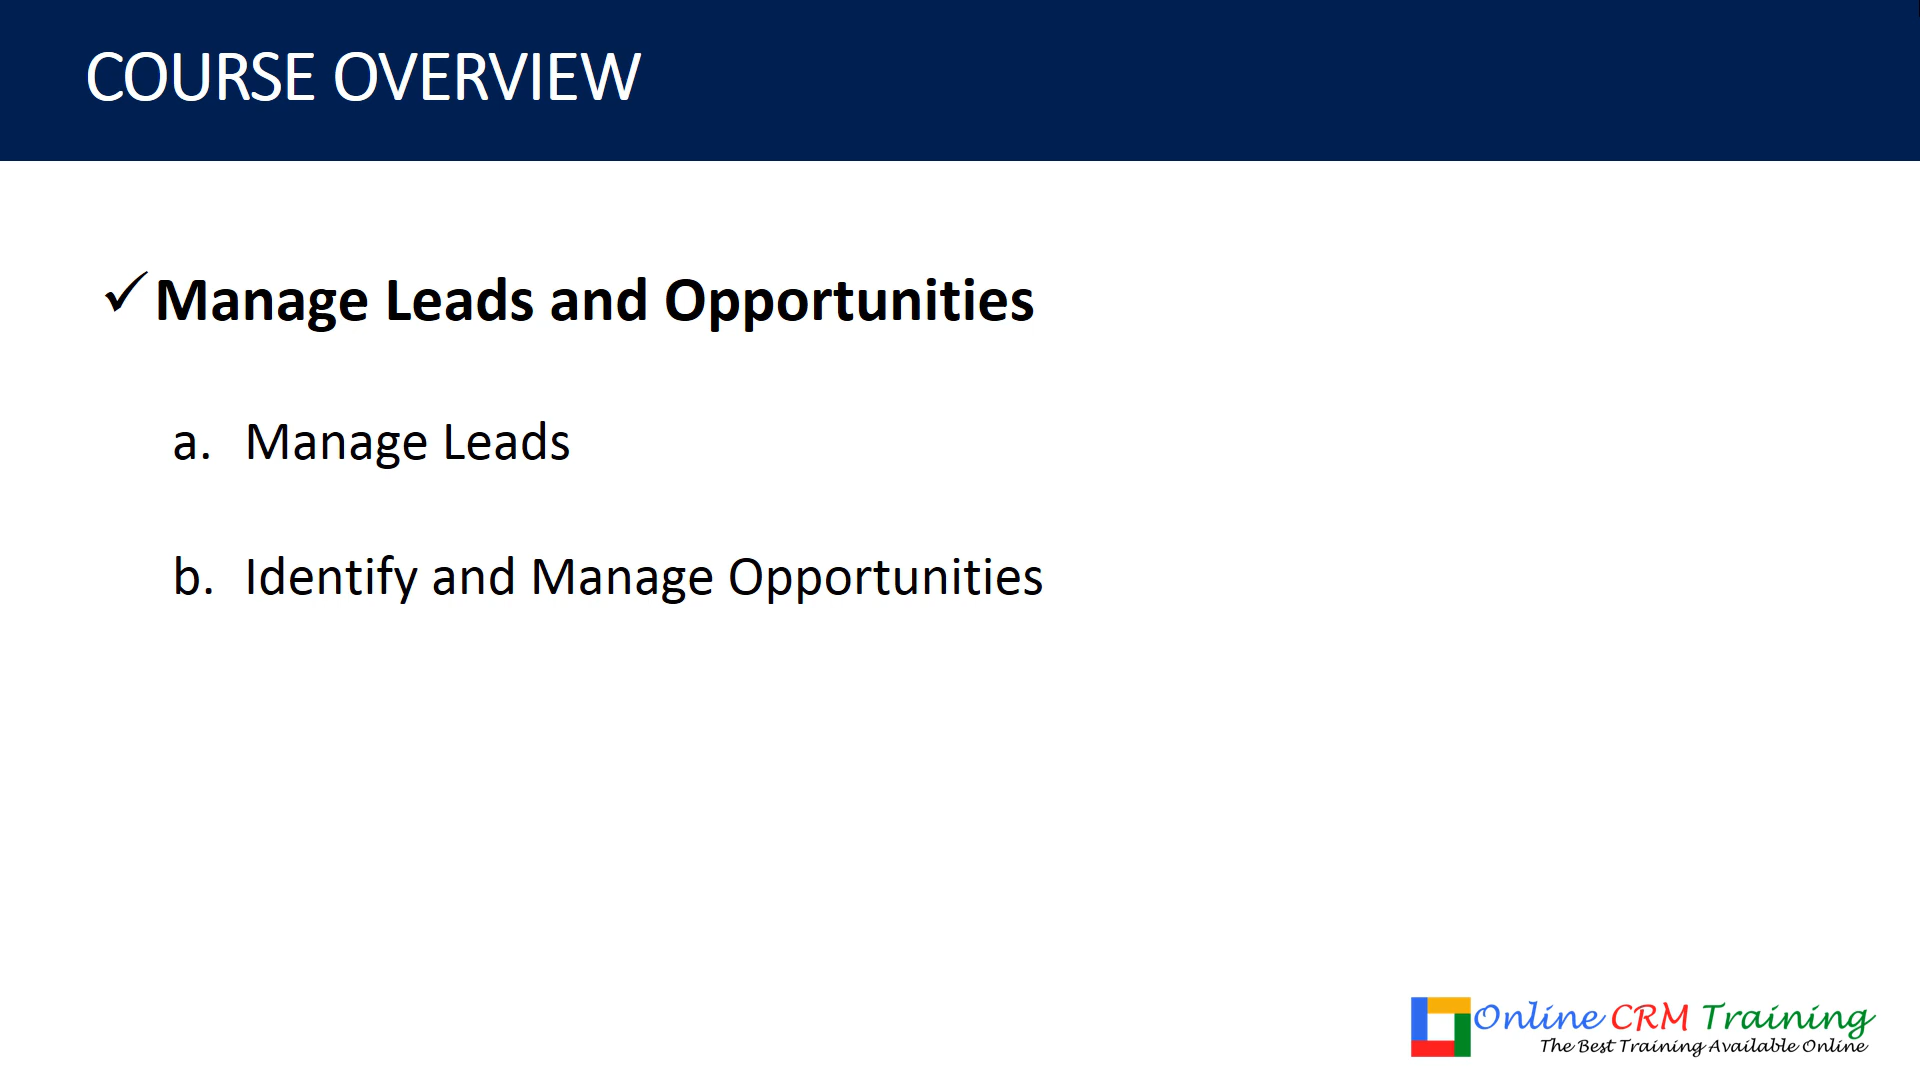 COURSE OVERVIEW
✓ Manage Leads and Opportunities
a. Manage Leads
b. Identify and Manage Opportunities
Online CRM Training
The Best Training Available Online